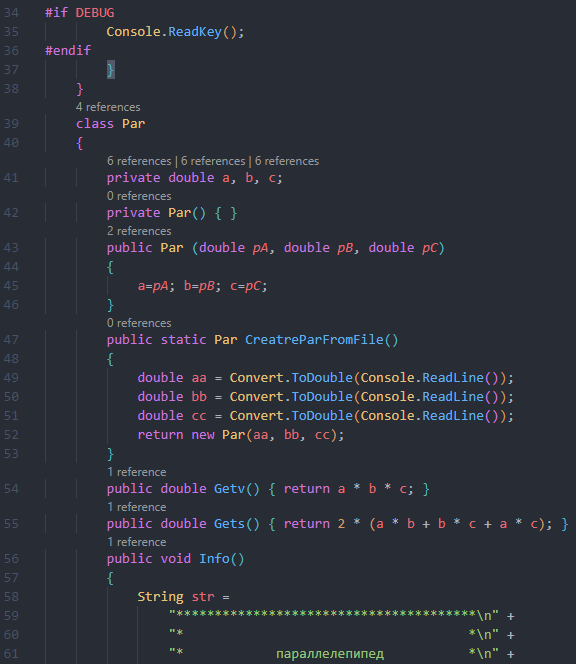 34 #if DEBUG
35         Console.ReadKey();
36 #endif
37         }
38     }
4 references
39     class Par
40     {
6 references | 6 references | 6 references
41         private double a, b, c;
0 references
42         private Par() { }
2 references
43         public Par (double pA, double pB, double pC)
44         {
45             a=pA; b=pB; c=pC;
46         }
0 references
47         public static Par CreatreParFromFile()
48         {
49             double aa = Convert.ToDouble(Console.ReadLine());
50             double bb = Convert.ToDouble(Console.ReadLine());
51             double cc = Convert.ToDouble(Console.ReadLine());
52             return new Par(aa, bb, cc);
53         }
1 reference
54         public double Getv() { return a * b * c; }
1 reference
55         public double Gets() { return 2 * (a * b + b * c + a * c); }
1 reference
56         public void Info()
57         {
58             String str =
59                 "***************************************\n" +
60                 "*                                     *\n" +
61                 "*            параллелепипед           *\n" +